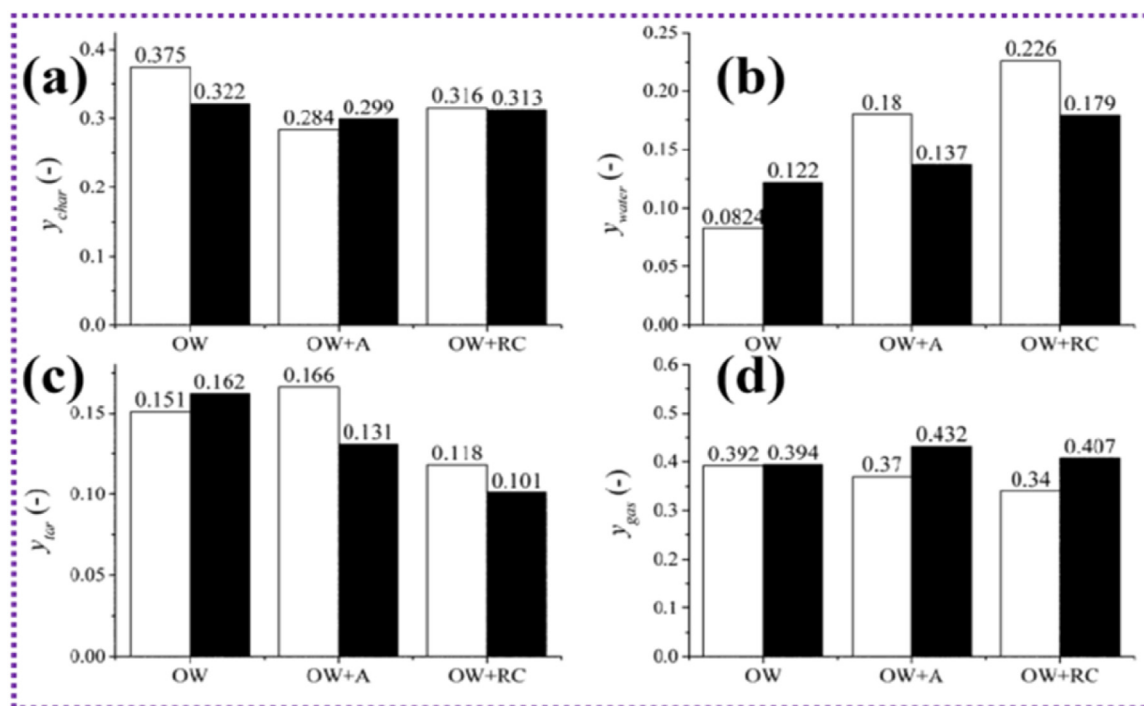 (a)
y_char (-)
0.4
0.3
0.2
0.1
0.0
0.375
0.322
0.284
0.299
0.316
0.313
OW
OW+A
OW+RC
(b)
y_water (-)
0.25
0.20
0.15
0.10
0.05
0.00
0.0824
0.122
0.18
0.137
0.226
0.179
OW
OW+A
OW+RC
(c)
y_tar (-)
0.15
0.10
0.05
0.00
0.151
0.162
0.166
0.131
0.118
0.101
OW
OW+A
OW+RC
(d)
y_gas (-)
0.6
0.5
0.4
0.3
0.2
0.1
0.0
0.392
0.394
0.37
0.432
0.34
0.407
OW
OW+A
OW+RC